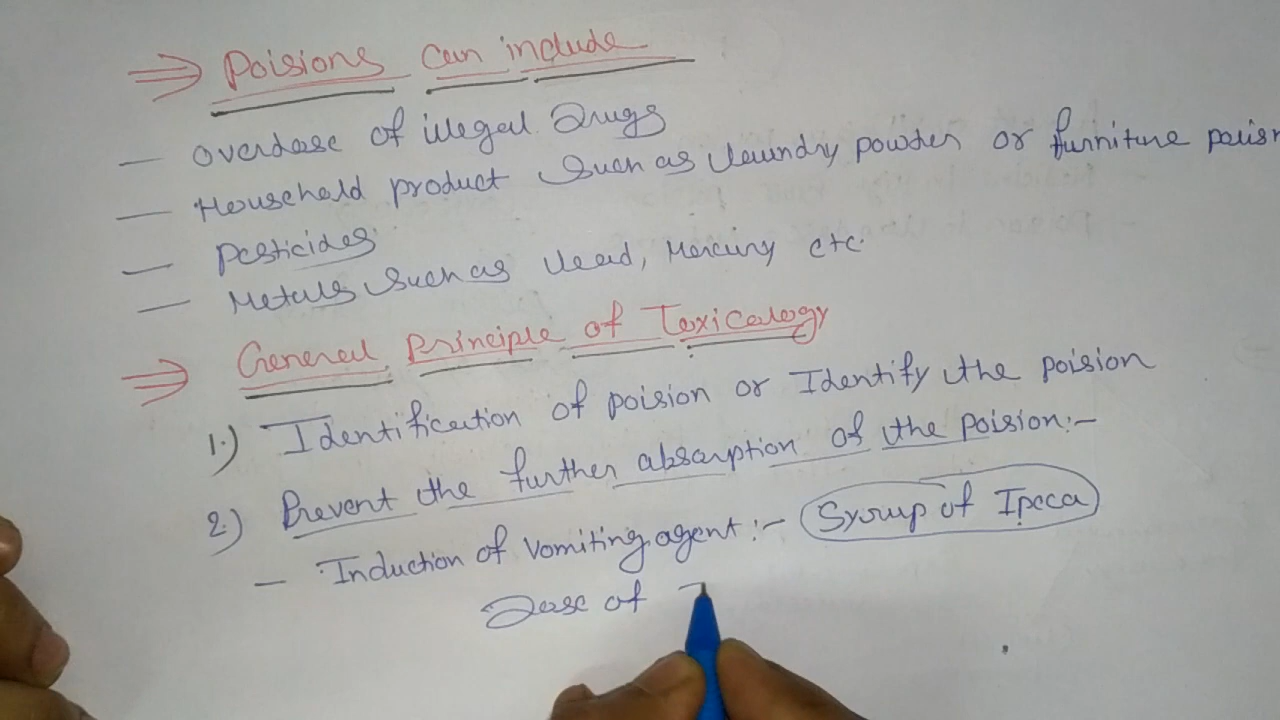 ⇒ Poisions can include
— overdose of illegal Drugs
— Household product such as laundry powder or furniture polish
— Pesticides
— Metals such as lead, Mercury etc.
⇒ General principle of Toxicology
1.) Identification of poision or Identify the poision
2.) Prevent the further absorption of the poision:-
— Induction of vomiting agent:- Syrup of Ipeca
Dose of